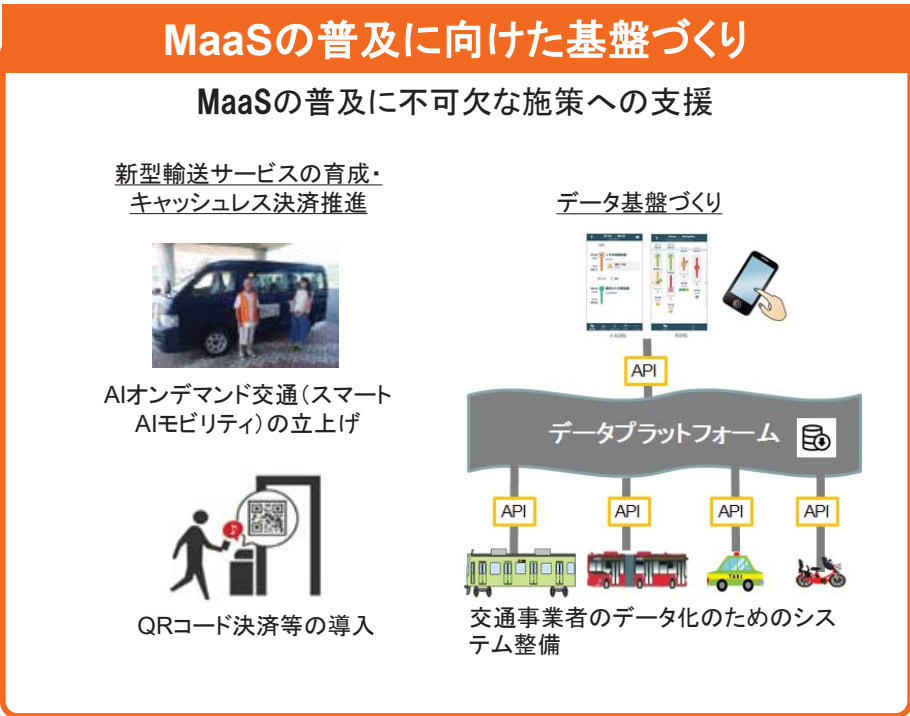 MaaSの普及に向けた基盤づくり
MaaSの普及に不可欠な施策への支援
新型輸送サービスの育成・
キャッシュレス決済推進
AIオンデマンド交通（スマート
AIモビリティ）の立上げ
QRコード決済等の導入
データ基盤づくり
API
データプラットフォーム
API
API
API
API
TAXI
交通事業者のデータ化のためのシス
テム整備